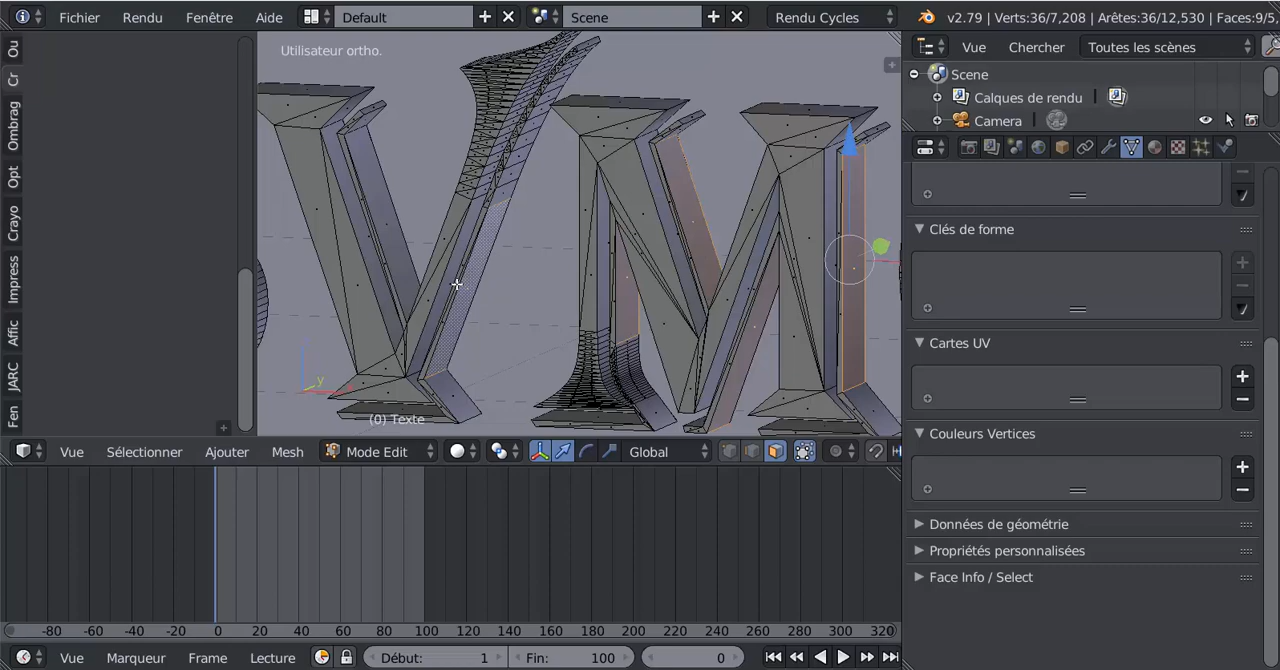 Fichier Rendu Fenêtre Aide Default Scene Rendu Cycles v2.79 | Verts:36/7,208 | Arêtes:36/12,530 | Faces:9/5,
Vue Chercher Toutes les scènes
Scene
Calques de rendu
Camera
Ou
Cr
Ombrag
Opt
Crayo
Impress
Affic
JARC
Fen
Utilisateur ortho.
y
(0) Texte
Clés de forme
Cartes UV
Couleurs Vertices
Données de géométrie
Propriétés personnalisées
Face Info / Select
Vue Sélectionner Ajouter Mesh Mode Edit Global
-80 -60 -40 -20 0 20 40 60 80 100 120 140 160 180 200 220 240 260 280 300 320
Vue Marqueur Frame Lecture Début: 1 Fin: 100 0